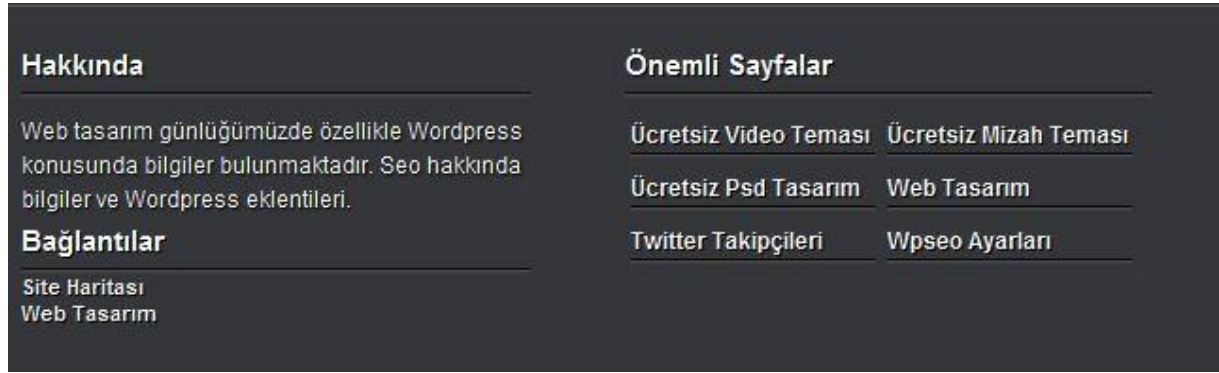 Hakkında
Web tasarım günlüğümüzde özellikle Wordpress
konusunda bilgiler bulunmaktadır. Seo hakkında
bilgiler ve Wordpress eklentileri.
Bağlantılar
Site Haritası
Web Tasarım
Önemli Sayfalar
Ücretsiz Video Teması Ücretsiz Mizah Teması
Ücretsiz Psd Tasarım Web Tasarım
Twitter Takipçileri Wpseo Ayarları